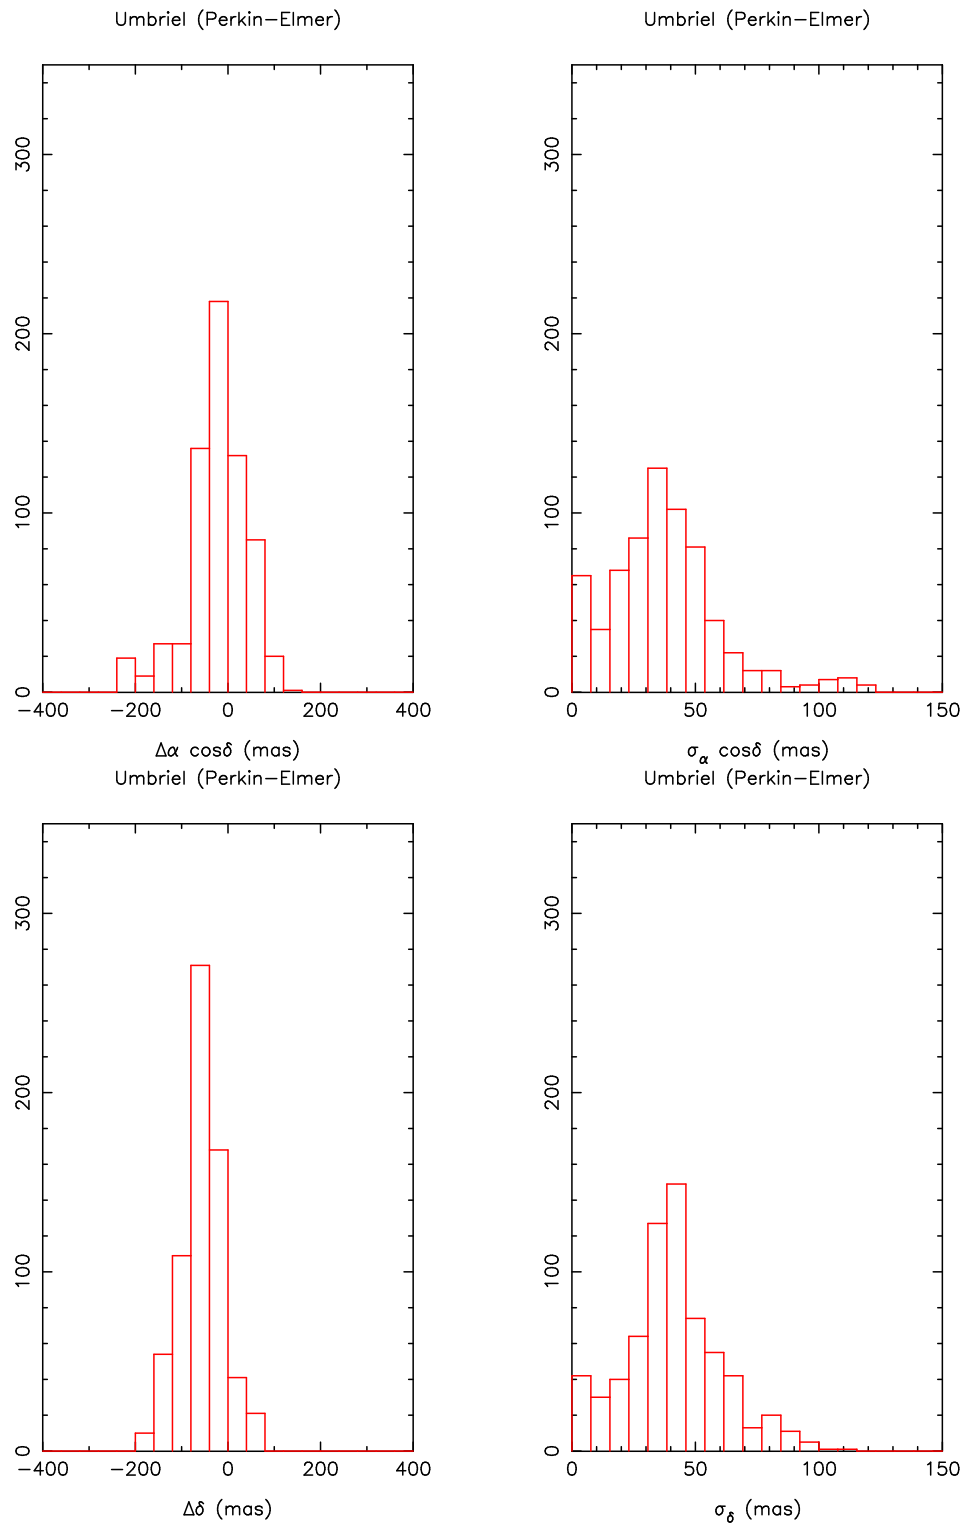 Umbriel (Perkin−Elmer)
300
200
100
0
−400 −200 0 200 400
Δα cosδ (mas)
Umbriel (Perkin−Elmer)
300
200
100
0
0 50 100 150
σα cosδ (mas)
Umbriel (Perkin−Elmer)
300
200
100
0
−400 −200 0 200 400
Δδ (mas)
Umbriel (Perkin−Elmer)
300
200
100
0
0 50 100 150
σδ (mas)